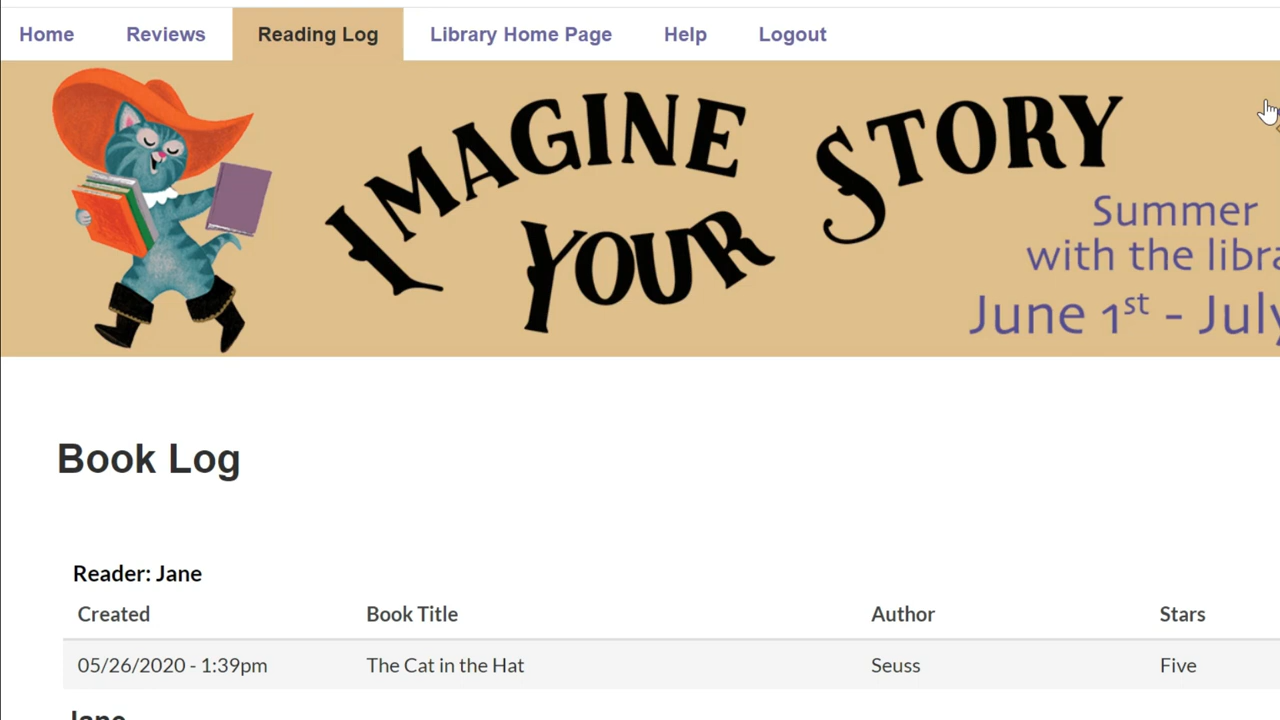 Home Reviews Reading Log Library Home Page Help Logout
IMAGINE YOUR STORY
Summer
with the
June 1st - July
Book Log
Reader: Jane
Created Book Title Author Stars
05/26/2020 - 1:39pm The Cat in the Hat Seuss Five
Jane